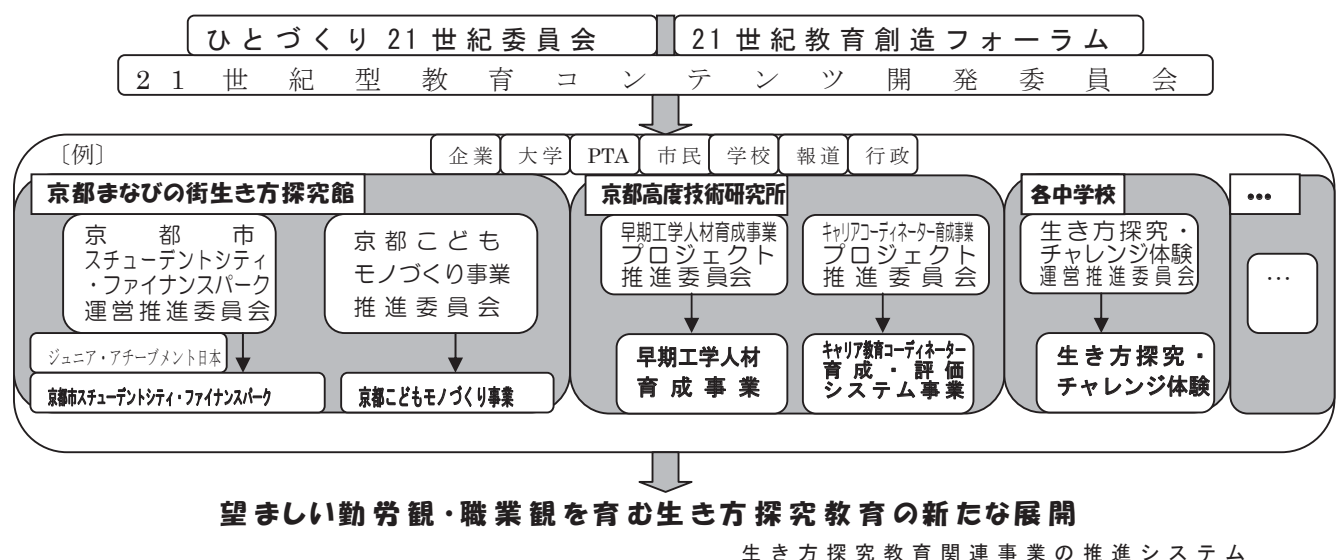 ひとづくり21世紀委員会
21世紀教育創造フォーラム
21世紀型教育コンテンツ開発委員会
〔例〕
企業
大学
PTA
市民
学校
報道
行政
京都まなびの街生き方探究館
京都市
スチューデントシティ
・ファイナンスパーク
運営推進委員会
京都こども
モノづくり事業
推進委員会
ジュニア・アチーブメント日本
京都市スチューデントシティ・ファイナンスパーク
京都こどもモノづくり事業
京都高度技術研究所
早期工学人材育成事業
プロジェクト
推進委員会
キャリアコーディネーター育成事業
プロジェクト
推進委員会
早期工学人材
育成事業
キャリア教育コーディネーター
育成・評価
システム事業
各中学校
生き方探究・
チャレンジ体験
運営推進委員会
生き方探究・
チャレンジ体験
•••
…
望ましい勤労観・職業観を育む生き方探究教育の新たな展開
生き方探究教育関連事業の推進システム